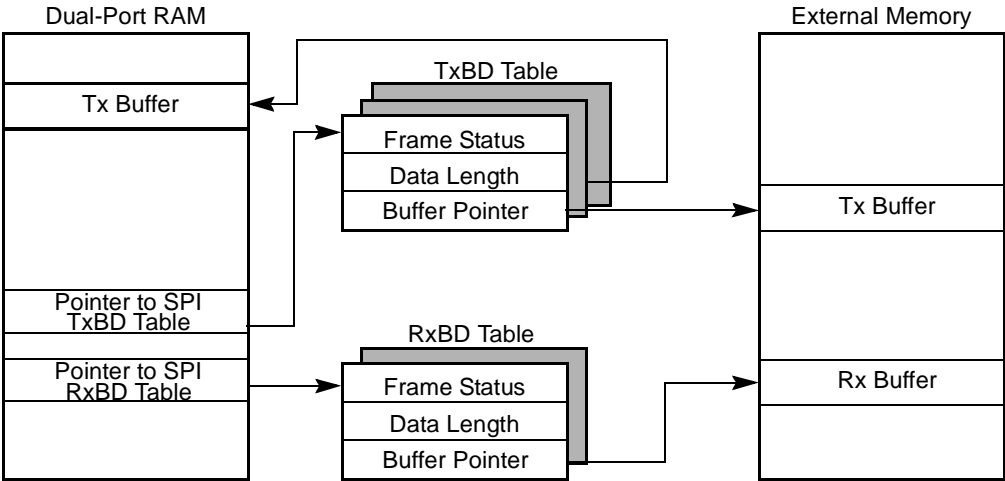 Dual-Port RAM
External Memory
TxBD Table
Tx Buffer
Frame Status
Data Length
Buffer Pointer
Tx Buffer
Pointer to SPI
TxBD Table
RxBD Table
Pointer to SPI
RxBD Table
Frame Status
Data Length
Buffer Pointer
Rx Buffer